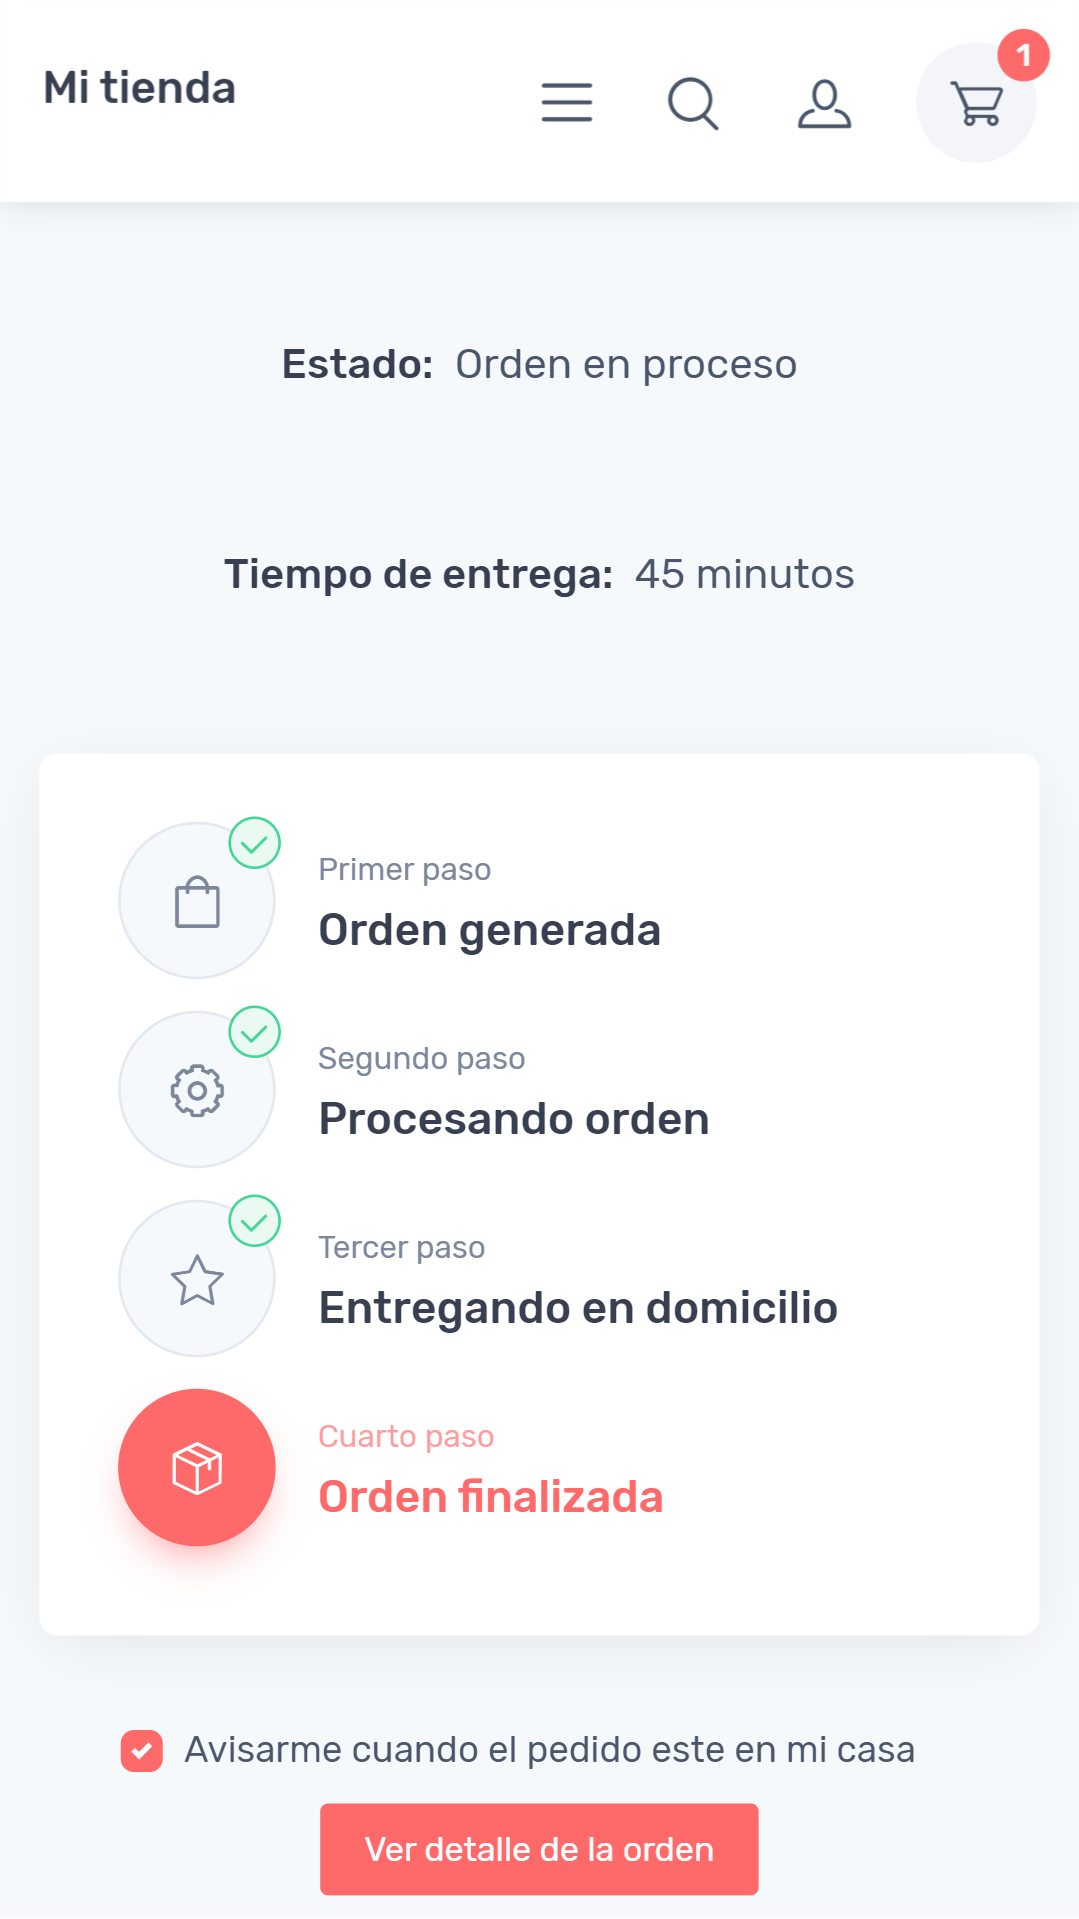 Mi tienda
1
Estado: Orden en proceso
Tiempo de entrega: 45 minutos
Primer paso
Orden generada
Segundo paso
Procesando orden
Tercer paso
Entregando en domicilio
Cuarto paso
Orden finalizada
Avisarme cuando el pedido este en mi casa
Ver detalle de la orden